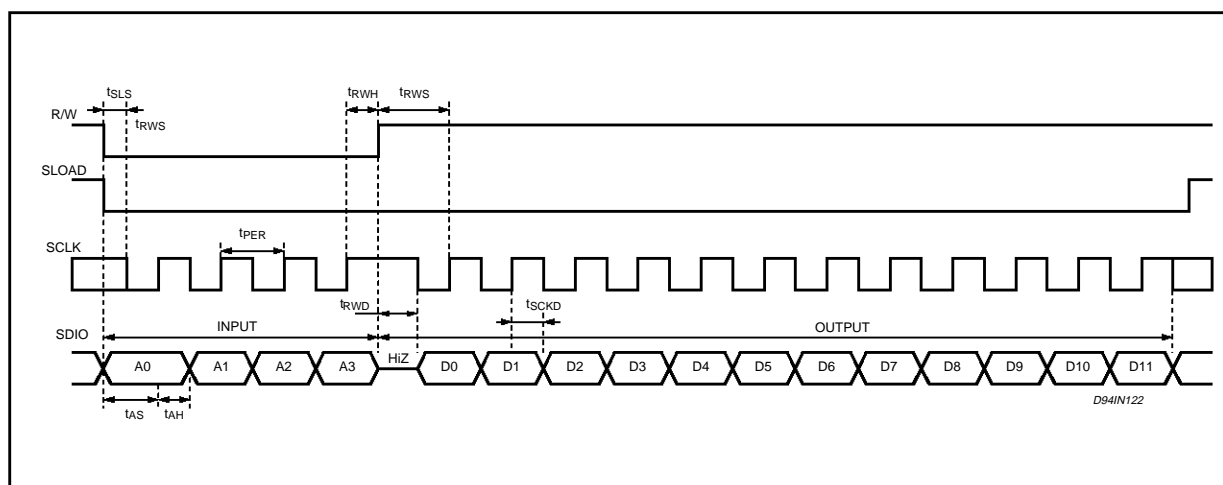 tSLS tRWH tRWS
R/W tRWS
SLOAD
SCLK tPER
tRWD tSCKD
SDIO INPUT OUTPUT
A0 A1 A2 A3 HiZ D0 D1 D2 D3 D4 D5 D6 D7 D8 D9 D10 D11
tAS tAH D94IN122